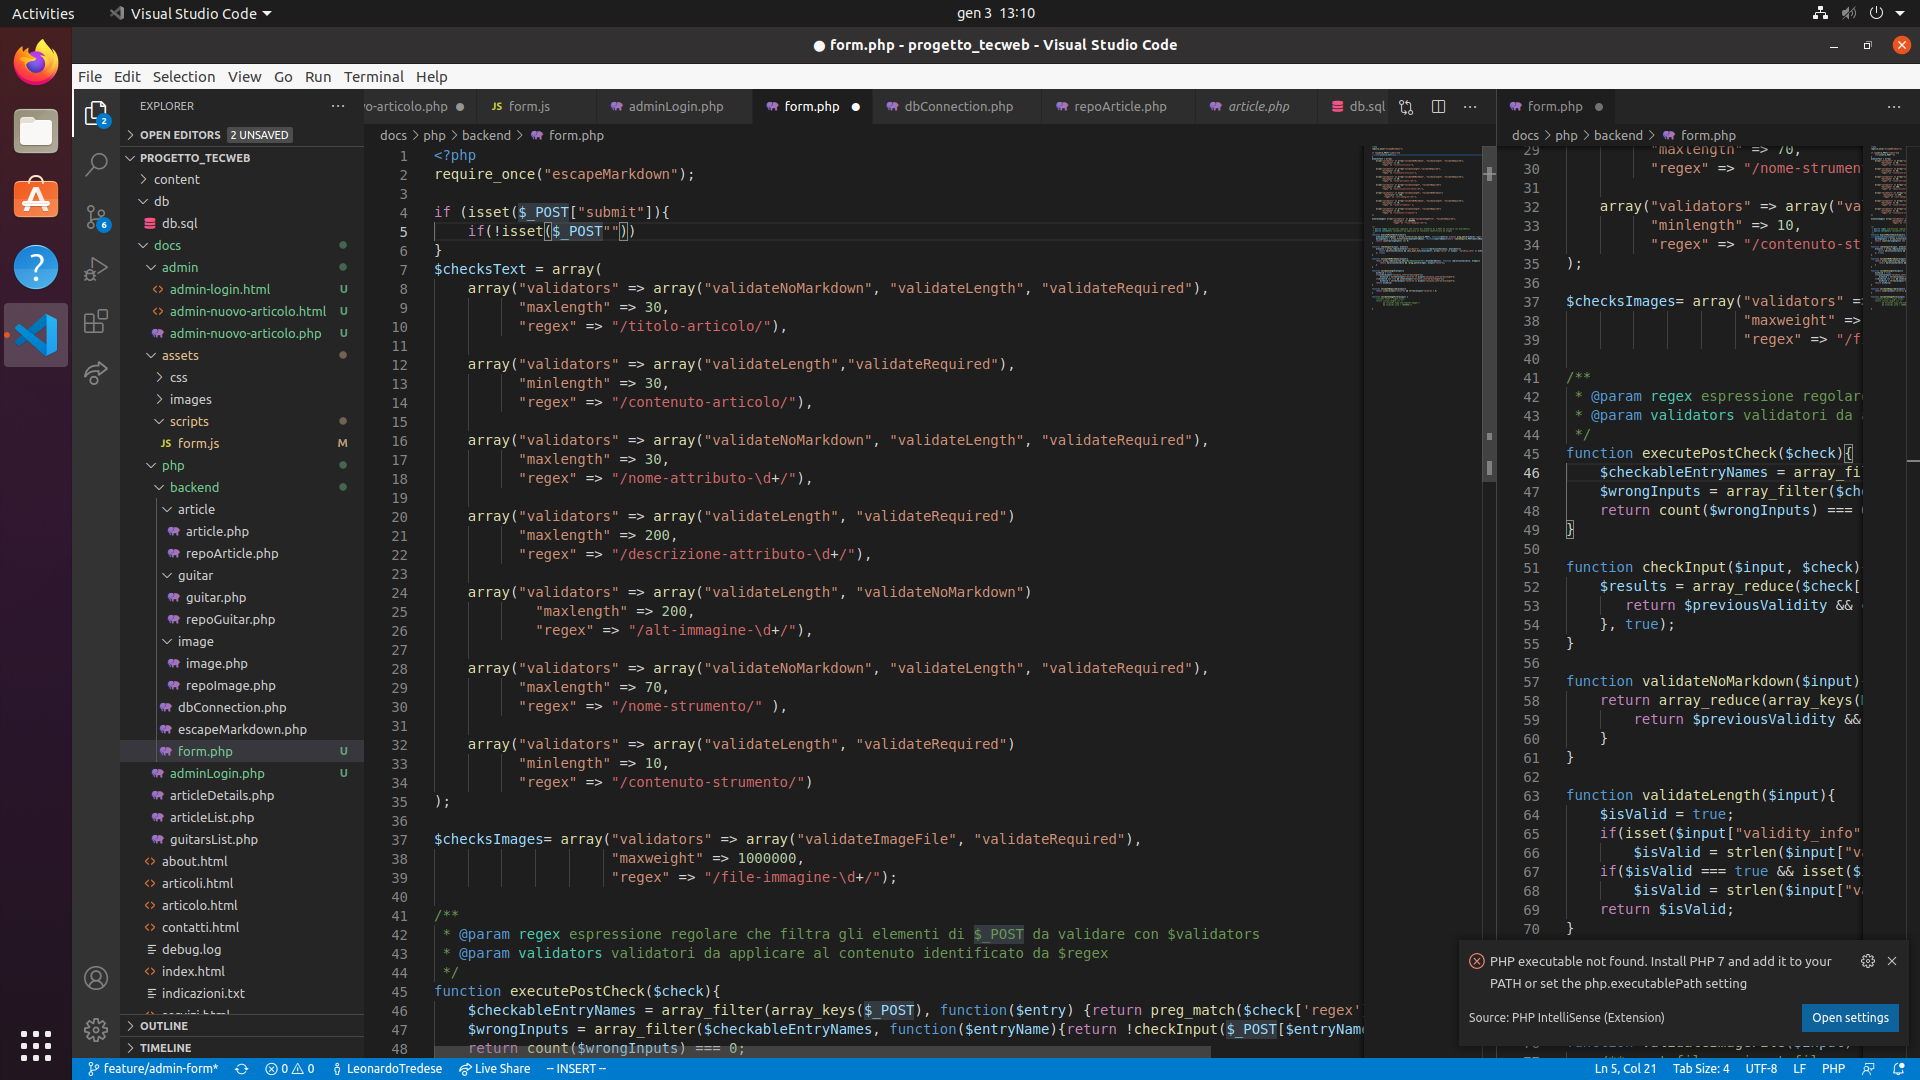 Activities
Visual Studio Code
gen 3 13:10
● form.php - progetto_tecweb - Visual Studio Code
File Edit Selection View Go Run Terminal Help
EXPLORER
OPEN EDITORS 2 UNSAVED
PROGETTO_TECWEB
content
db
db.sql
docs
admin
admin-login.html U
admin-nuovo-articolo.html U
admin-nuovo-articolo.php U
assets
css
images
scripts
JS form.js M
php
backend
article
article.php
repoArticle.php
guitar
guitar.php
repoGuitar.php
image
image.php
repoImage.php
dbConnection.php
escapeMarkdown.php
form.php U
adminLogin.php U
articleDetails.php
articleList.php
guitarsList.php
about.html
articoli.html
articolo.html
contatti.html
debug.log
index.html
indicazioni.txt
OUTLINE
TIMELINE
2
6
vo-articolo.php ● JS form.js adminLogin.php form.php ● dbConnection.php repoArticle.php article.php db.sql
docs > php > backend > form.php
1 <?php
2 require_once("escapeMarkdown");
3
4 if (isset($_POST["submit"]){
5 if(!isset($_POST""))
6 }
7 $checksText = array(
8 array("validators" => array("validateNoMarkdown", "validateLength", "validateRequired"),
9 "maxlength" => 30,
10 "regex" => "/titolo-articolo/"),
11
12 array("validators" => array("validateLength","validateRequired"),
13 "minlength" => 30,
14 "regex" => "/contenuto-articolo/"),
15
16 array("validators" => array("validateNoMarkdown", "validateLength", "validateRequired"),
17 "maxlength" => 30,
18 "regex" => "/nome-attributo-\d+/"),
19
20 array("validators" => array("validateLength", "validateRequired")
21 "maxlength" => 200,
22 "regex" => "/descrizione-attributo-\d+/"),
23
24 array("validators" => array("validateLength", "validateNoMarkdown")
25 "maxlength" => 200,
26 "regex" => "/alt-immagine-\d+/"),
27
28 array("validators" => array("validateNoMarkdown", "validateLength", "validateRequired"),
29 "maxlength" => 70,
30 "regex" => "/nome-strumento/" ),
31
32 array("validators" => array("validateLength", "validateRequired")
33 "minlength" => 10,
34 "regex" => "/contenuto-strumento/")
35 );
36
37 $checksImages= array("validators" => array("validateImageFile", "validateRequired"),
38 "maxweight" => 1000000,
39 "regex" => "/file-immagine-\d+/");
40
41 /**
42 * @param regex espressione regolare che filtra gli elementi di $_POST da validare con $validators
43 * @param validators validatori da applicare al contenuto identificato da $regex
44 */
45 function executePostCheck($check){
46 $checkableEntryNames = array_filter(array_keys($_POST), function($entry) {return preg_match($check['regex'
47 $wrongInputs = array_filter($checkableEntryNames, function($entryName){return !checkInput($_POST[$entryName
48 return count($wrongInputs) === 0;
form.php ●
docs > php > backend > form.php
29 "maxlength" => 70,
30 "regex" => "/nome-strumen
31
32 array("validators" => array("va
33 "minlength" => 10,
34 "regex" => "/contenuto-st
35 );
36
37 $checksImages= array("validators" =
38 "maxweight" =>
39 "regex" => "/f
40
41 /**
42 * @param regex espressione regolar
43 * @param validators validatori da
44 */
45 function executePostCheck($check){
46 $checkableEntryNames = array_fi
47 $wrongInputs = array_filter($ch
48 return count($wrongInputs) ===
49 }
50
51 function checkInput($input, $check)
52 $results = array_reduce($check[
53 return $previousValidity &&
54 }, true);
55 }
56
57 function validateNoMarkdown($input)
58 return array_reduce(array_keys(
59 return $previousValidity &&
60 }
61 }
62
63 function validateLength($input){
64 $isValid = true;
65 if(isset($input["validity_info"
66 $isValid = strlen($input["v
67 if($isValid === true && isset($
68 $isValid = strlen($input["v
69 return $isValid;
70 }
PHP executable not found. Install PHP 7 and add it to your
PATH or set the php.executablePath setting
Source: PHP IntelliSense (Extension)
Open settings
feature/admin-form* 0 0 LeonardoTredese Live Share -- INSERT -- Ln 5, Col 21 Tab Size: 4 UTF-8 LF PHP